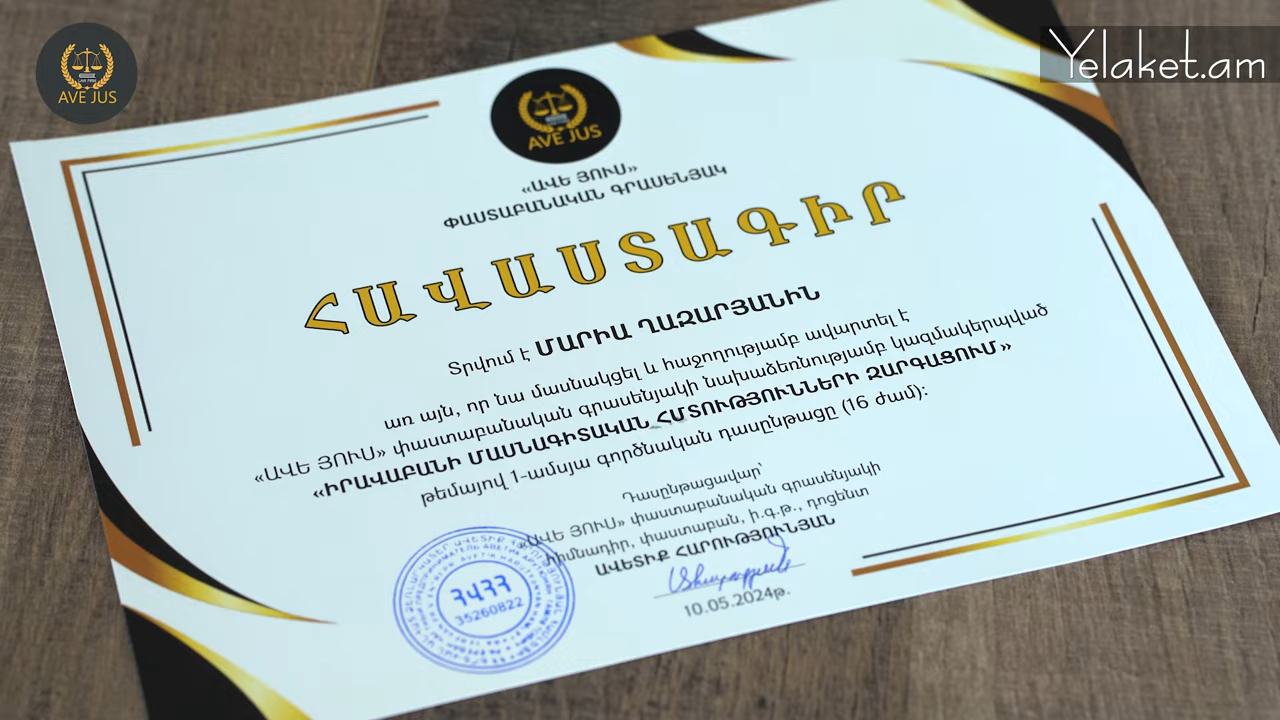 LAW FIRM
AVE JUS
Yelaket.am
AVE JUS
«ԱՎԵ ՅՈՒՍ»
ՓԱՍՏԱԲԱՆԱԿԱՆ ԳՐԱՍԵՆՅԱԿ
ՀԱՎԱՍՏԱԳԻՐ
Տրվում է ՄԱՐԻԱ ՂԱԶԱՐՅԱՆԻՆ
առ այն, որ նա մասնակցել և հաջողությամբ ավարտել է
«ԱՎԵ ՅՈՒՍ» փաստաբանական գրասենյակի նախաձեռնությամբ կազմակերպված
«ԻՐԱՎԱԲԱՆԻ ՄԱՍՆԱԳԻՏԱԿԱՆ ՀՄՏՈՒԹՅՈՒՆՆԵՐԻ ԶԱՐԳԱՑՈՒՄ»
թեմայով 1-ամսյա գործնական դասընթացը (16 ժամ):
Դասընթացավար՝
«ԱՎԵ ՅՈՒՍ» փաստաբանական գրասենյակի
հիմնադիր, փաստաբան, ի.գ.թ., դոցենտ
ԱՎԵՏԻՔ ՀԱՐՈՒԹՅՈՒՆՅԱՆ
10.05.2024թ.
ՀՎՀՀ
35260822